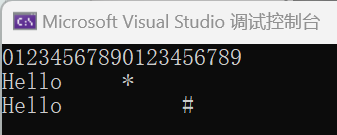 Microsoft Visual Studio 调试控制台
01234567890123456789
Hello     *
Hello          #